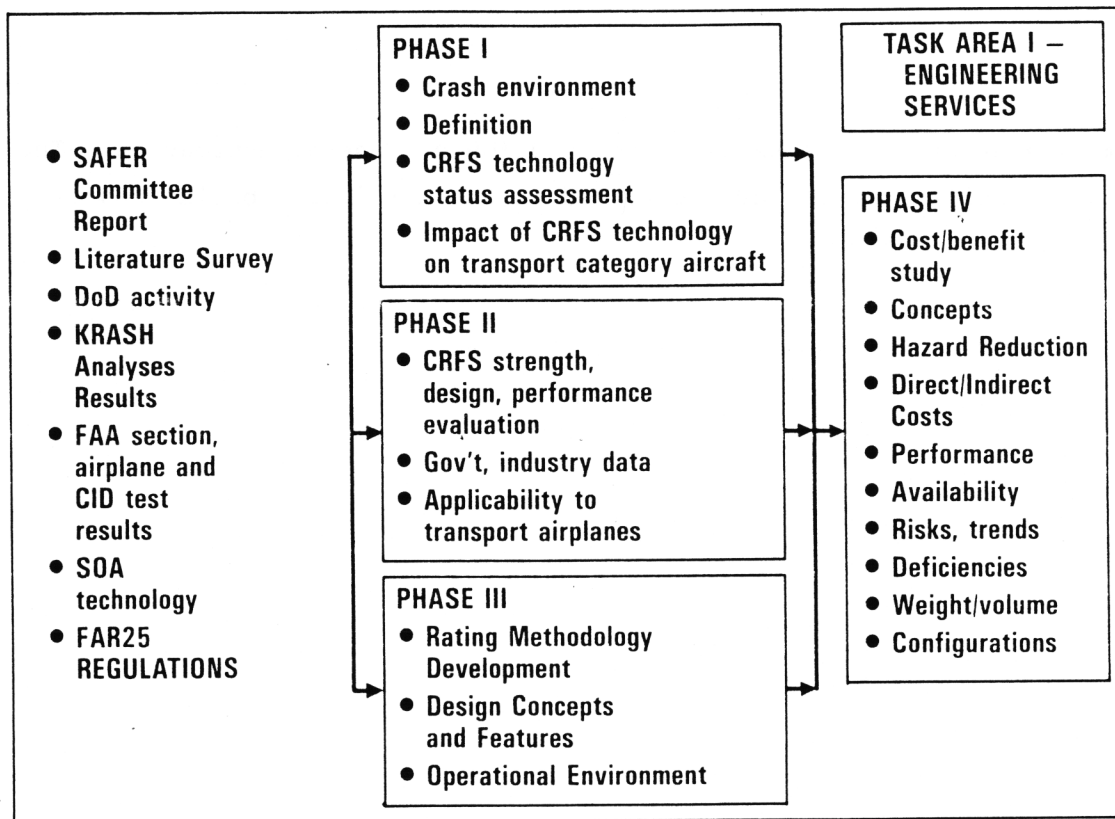 ● SAFER
Committee
Report
● Literature Survey
● DoD activity
● KRASH
Analyses
Results
● FAA section,
airplane and
CID test
results
● SOA
technology
● FAR25
REGULATIONS
PHASE I
● Crash environment
● Definition
● CRFS technology
status assessment
● Impact of CRFS technology
on transport category aircraft
PHASE II
● CRFS strength,
design, performance
evaluation
● Gov't, industry data
● Applicability to
transport airplanes
PHASE III
● Rating Methodology
Development
● Design Concepts
and Features
● Operational Environment
TASK AREA I –
ENGINEERING
SERVICES
PHASE IV
● Cost/benefit
study
● Concepts
● Hazard Reduction
● Direct/Indirect
Costs
● Performance
● Availability
● Risks, trends
● Deficiencies
● Weight/volume
● Configurations